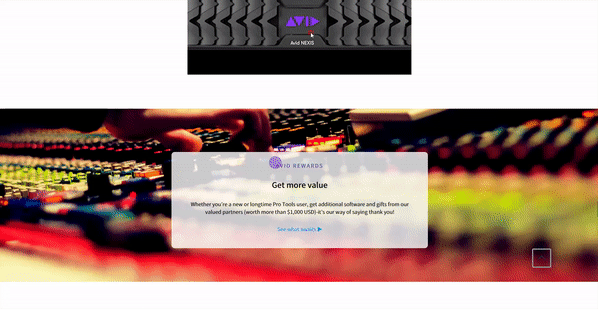 AVID
Avid NEXIS
AVID REWARDS
Get more value
Whether you're a new or longtime Pro Tools user, get additional software and gifts from our
valued partners (worth more than $1,000 USD)-it's our way of saying thank you!
See what awaits ▶